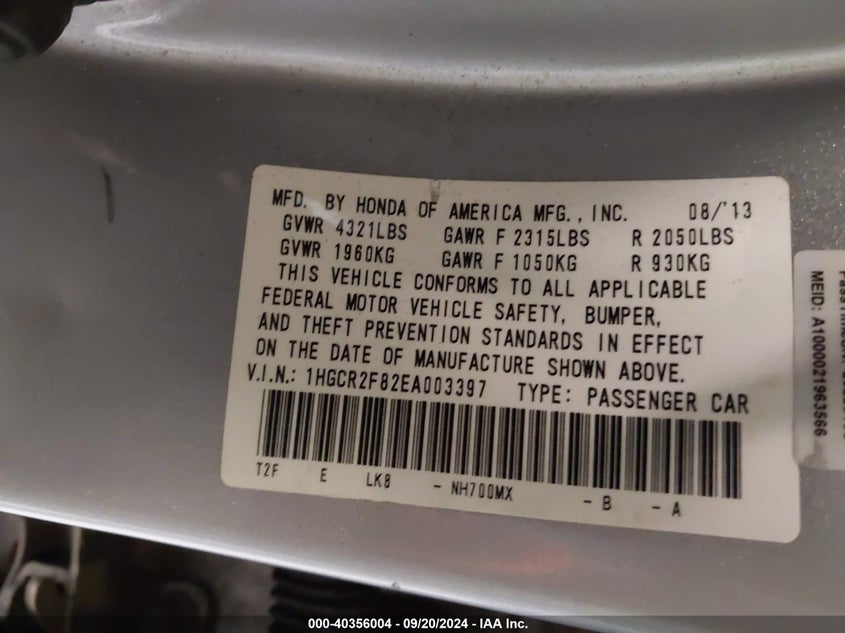 MFD. BY HONDA OF AMERICA MFG., INC. 08/'13
GVWR 4321LBS GAWR F 2315LBS R 2050LBS
GVWR 1960KG GAWR F 1050KG R 930KG
THIS VEHICLE CONFORMS TO ALL APPLICABLE
FEDERAL MOTOR VEHICLE SAFETY, BUMPER,
AND THEFT PREVENTION STANDARDS IN EFFECT
ON THE DATE OF MANUFACTURE SHOWN ABOVE.
V.I.N.: 1HGCR2F82EA003397 TYPE: PASSENGER CAR
T2F E LK8 - NH700MX - B - A
MEID: A1000021963566
000-40356004 - 09/20/2024 - IAA Inc.